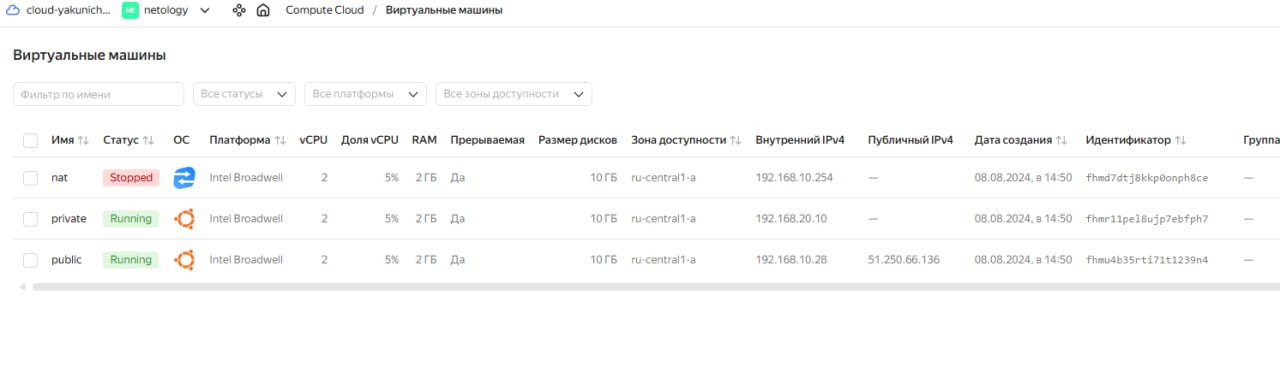 cloud-yakunich... netology Compute Cloud / Виртуальные машины
Виртуальные машины
Фильтр по имени Все статусы Все платформы Все зоны доступности
Имя Статус ОС Платформа vCPU Доля vCPU RAM Прерываемая Размер дисков Зона доступности Внутренний IPv4 Публичный IPv4 Дата создания Идентификатор Группа
nat Stopped Intel Broadwell 2 5% 2 ГБ Да 10 ГБ ru-central1-a 192.168.10.254 — 08.08.2024, в 14:50 fhmd7dtj8kkp0onph8ce —
private Running Intel Broadwell 2 5% 2 ГБ Да 10 ГБ ru-central1-a 192.168.20.10 — 08.08.2024, в 14:50 fhmr11pel8ujp7ebfph7 —
public Running Intel Broadwell 2 5% 2 ГБ Да 10 ГБ ru-central1-a 192.168.10.28 51.250.66.136 08.08.2024, в 14:50 fhmu4b35rti71t1239n4 —